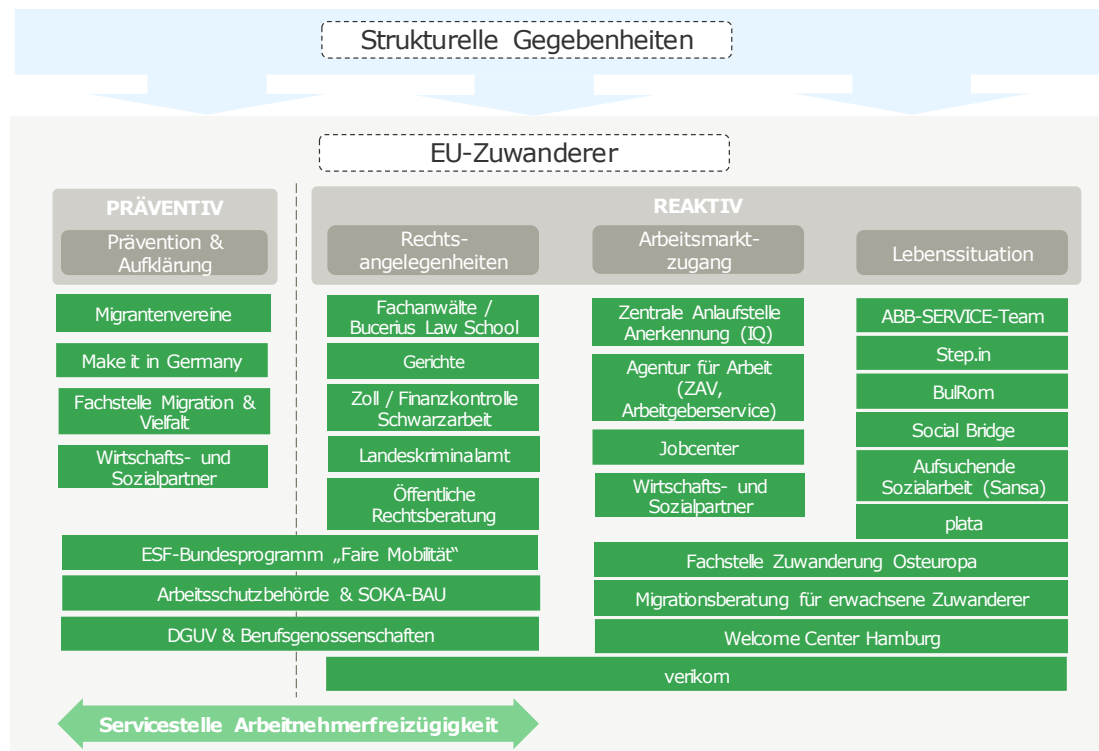 Strukturelle Gegebenheiten
EU-Zuwanderer
PRÄVENTIV
Prävention &
Aufklärung
Migrantenvereine
Make it in Germany
Fachstelle Migration &
Vielfalt
Wirtschafts- und
Sozialpartner
REAKTIV
Rechts-
angelegenheiten
Fachanwälte /
Bucerius Law School
Gerichte
Zoll / Finanzkontrolle
Schwarzarbeit
Landeskriminalamt
Öffentliche
Rechtsberatung
Arbeitsmarkt-
zugang
Zentrale Anlaufstelle
Anerkennung (IQ)
Agentur für Arbeit
(ZAV,
Arbeitgeberservice)
Jobcenter
Wirtschafts- und
Sozialpartner
Lebenssituation
ABB-SERVICE-Team
Step.in
BulRom
Social Bridge
Aufsuchende
Sozialarbeit (Sansa)
plata
ESF-Bundesprogramm „Faire Mobilität“
Arbeitsschutzbehörde & SOKA-BAU
DGUV & Berufsgenossenschaften
Fachstelle Zuwanderung Osteuropa
Migrationsberatung für erwachsene Zuwanderer
Welcome Center Hamburg
verikom
Servicestelle Arbeitnehmerfreizügigkeit